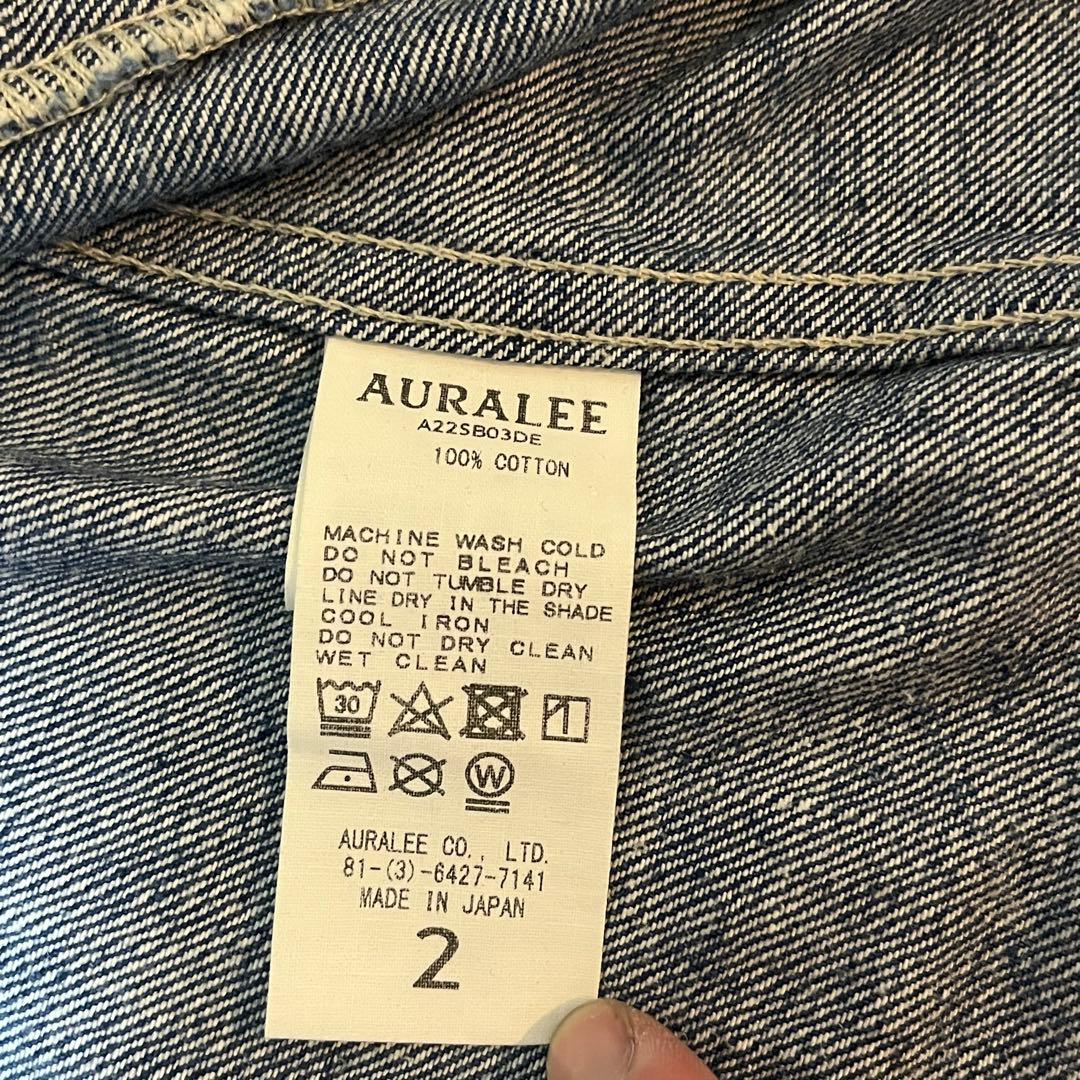 AURALEE
A22SB03DE
100% COTTON
MACHINE WASH COLD
DO NOT BLEACH
DO NOT TUMBLE DRY
LINE DRY IN THE SHADE
COOL IRON
DO NOT DRY CLEAN
WET CLEAN
30
W
AURALEE CO., LTD.
81-(3)-6427-7141
MADE IN JAPAN
2